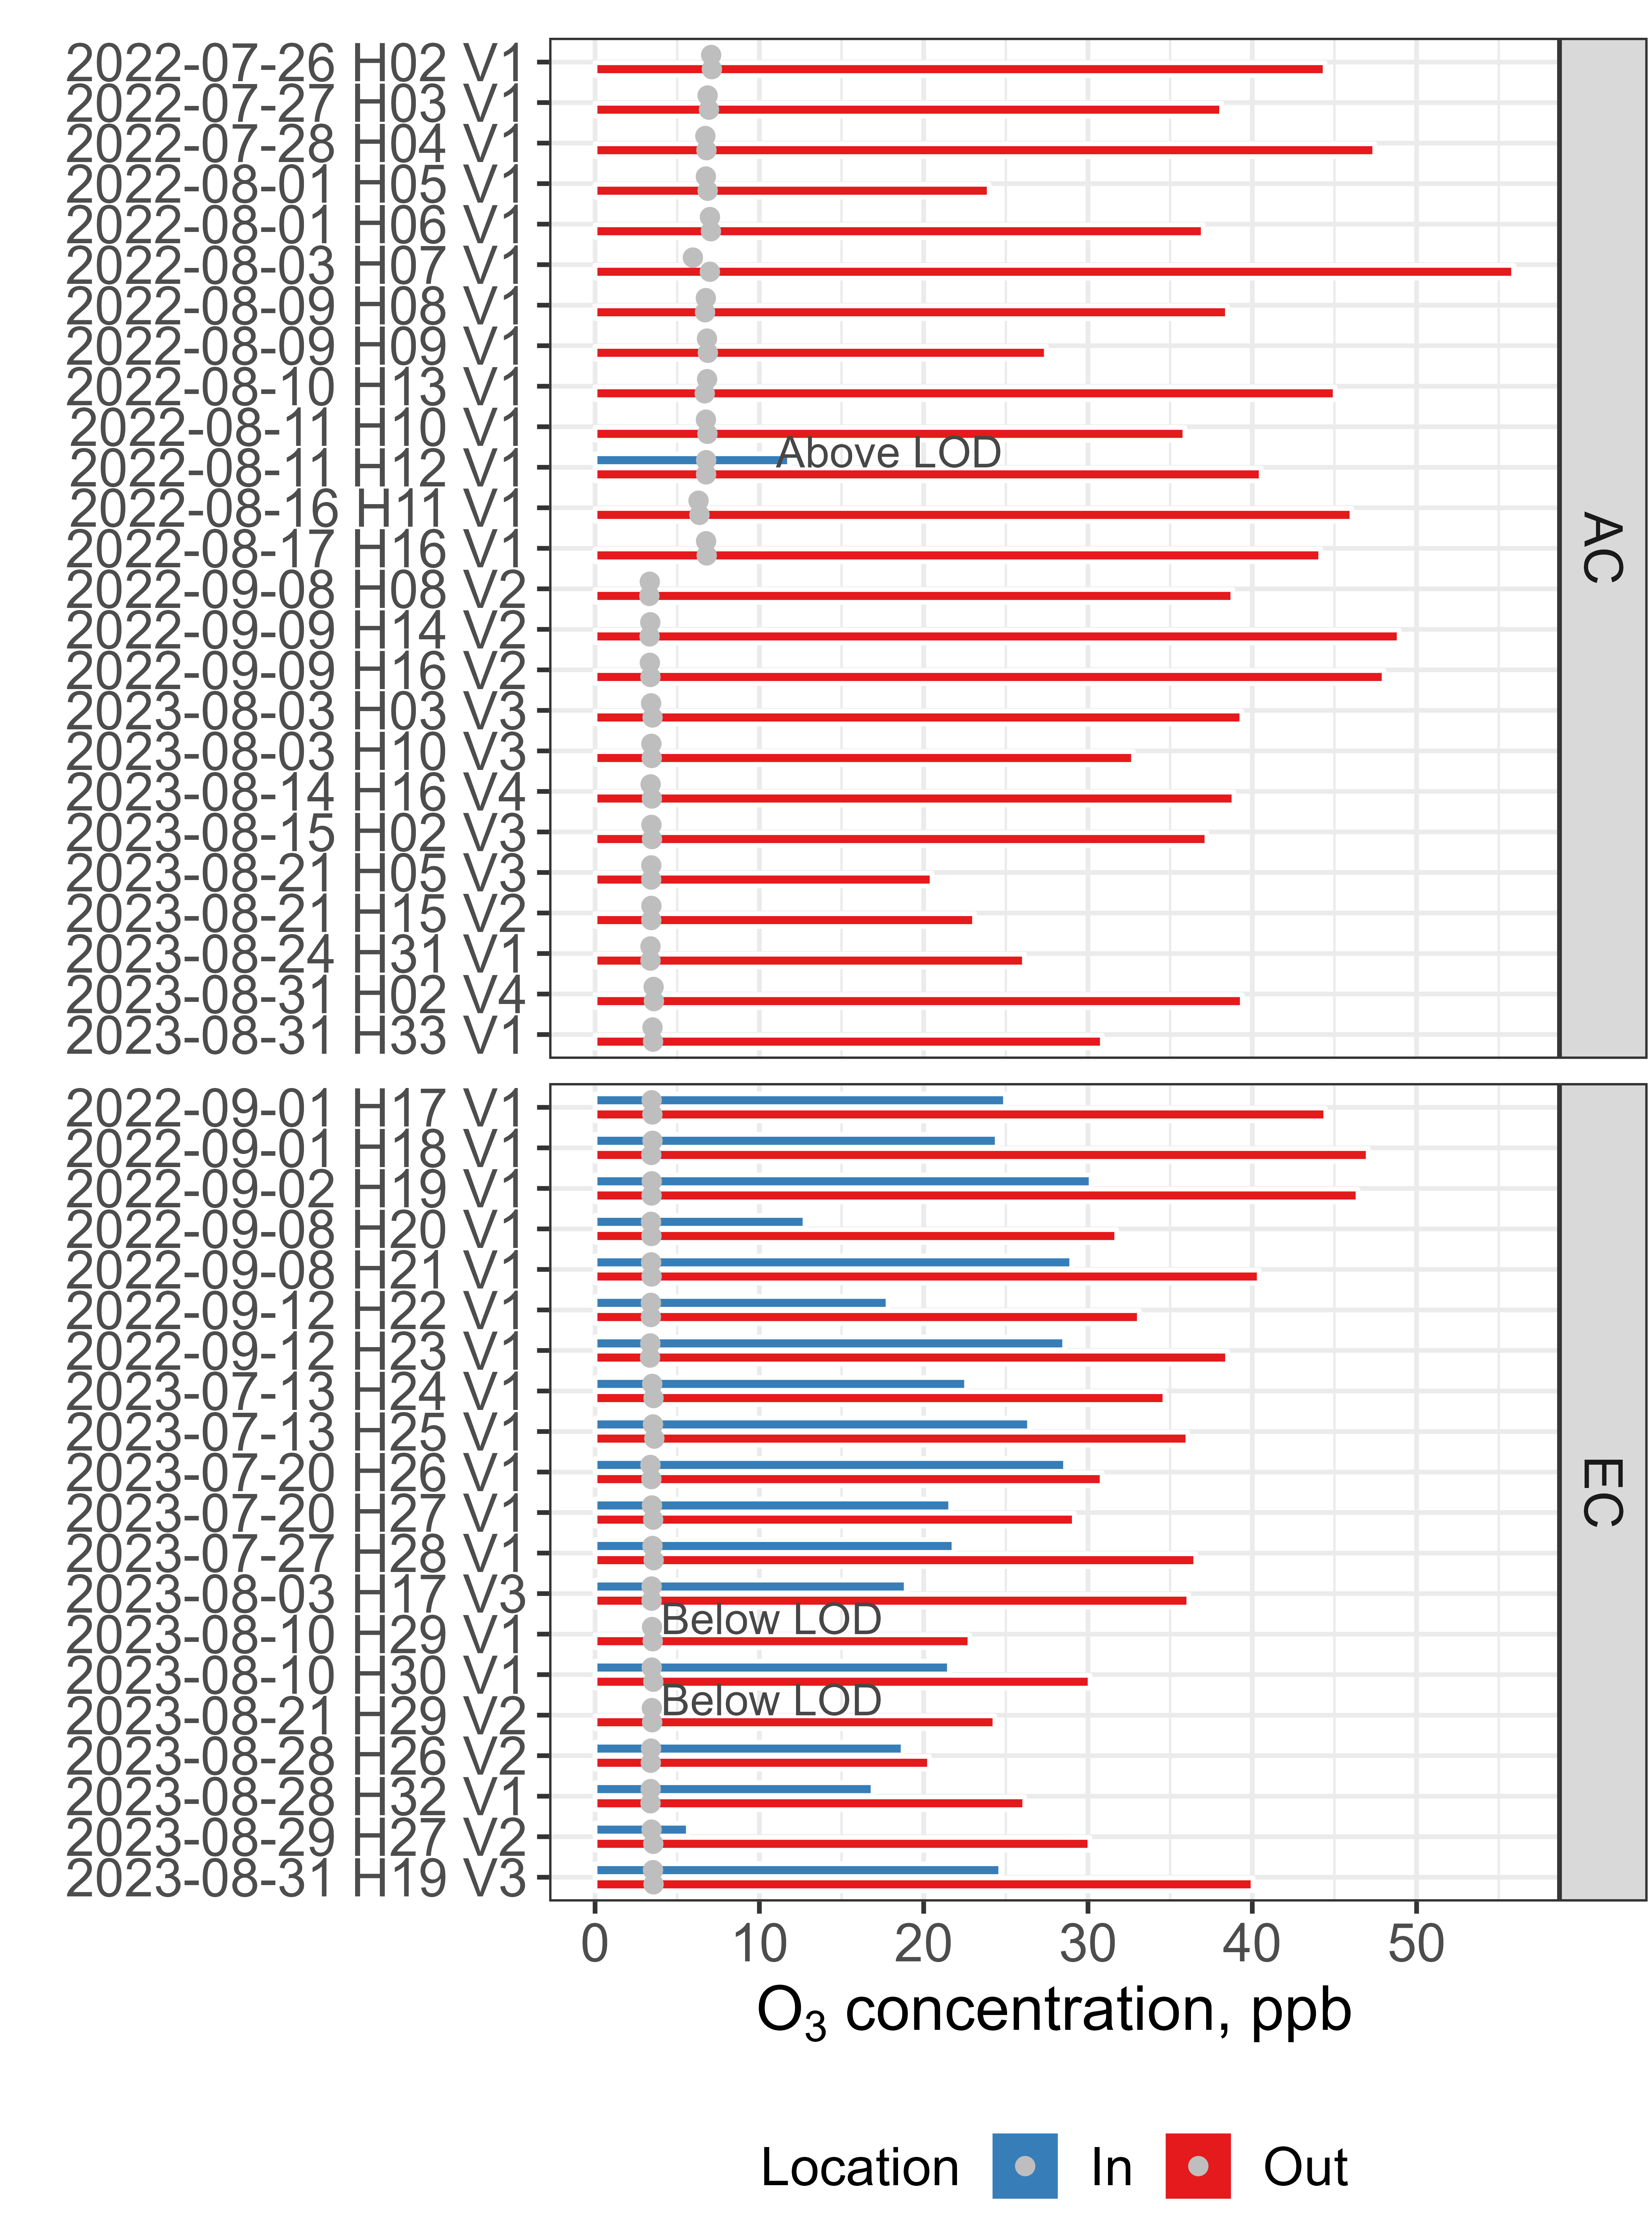 2022-07-26 H02 V1
2022-07-27 H03 V1
2022-07-28 H04 V1
2022-08-01 H05 V1
2022-08-01 H06 V1
2022-08-03 H07 V1
2022-08-09 H08 V1
2022-08-09 H09 V1
2022-08-10 H13 V1
2022-08-11 H10 V1
2022-08-11 H12 V1
Above LOD
2022-08-16 H11 V1
2022-08-17 H16 V1
2022-09-08 H08 V2
2022-09-09 H14 V2
2022-09-09 H16 V2
2023-08-03 H03 V3
2023-08-03 H10 V3
2023-08-14 H16 V4
2023-08-15 H02 V3
2023-08-21 H05 V3
2023-08-21 H15 V2
2023-08-24 H31 V1
2023-08-31 H02 V4
2023-08-31 H33 V1
AC
2022-09-01 H17 V1
2022-09-01 H18 V1
2022-09-02 H19 V1
2022-09-08 H20 V1
2022-09-08 H21 V1
2022-09-12 H22 V1
2022-09-12 H23 V1
2023-07-13 H24 V1
2023-07-13 H25 V1
2023-07-20 H26 V1
2023-07-20 H27 V1
2023-07-27 H28 V1
2023-08-03 H17 V3
2023-08-10 H29 V1
Below LOD
2023-08-10 H30 V1
2023-08-21 H29 V2
Below LOD
2023-08-28 H26 V2
2023-08-28 H32 V1
2023-08-29 H27 V2
2023-08-31 H19 V3
EC
0 10 20 30 40 50
O₃ concentration, ppb
Location In Out